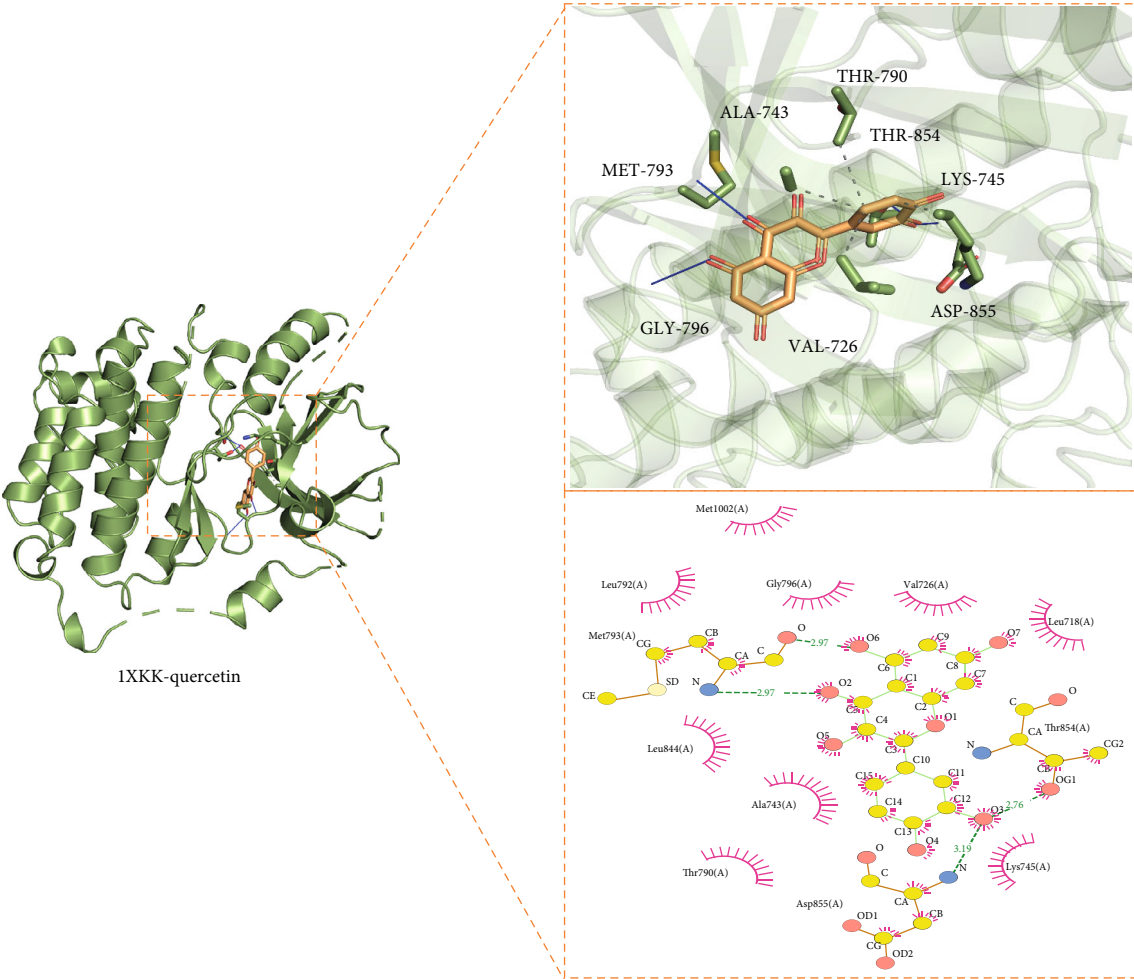 THR-790
ALA-743
THR-854
MET-793
LYS-745
GLY-796
ASP-855
VAL-726
1XKK-quercetin
Met1002(A)
Leu792(A)
Gly796(A)
Val726(A)
Leu718(A)
Met793(A)
CG
CB
O
2.97
O6
C9
O7
CA
C
C6
C8
CE
SD
N
2.97
O2
C1
C7
C5
C2
C
O
O5
C4
O1
Thr854(A)
Leu844(A)
C3
CA
N
CG2
C10
CB
C15
C11
OG1
Ala743(A)
C14
C12
O3
2.76
C13
O4
3.19
O
Lys745(A)
Thr790(A)
C
N
CA
Asp855(A)
OD1
CB
CG
OD2